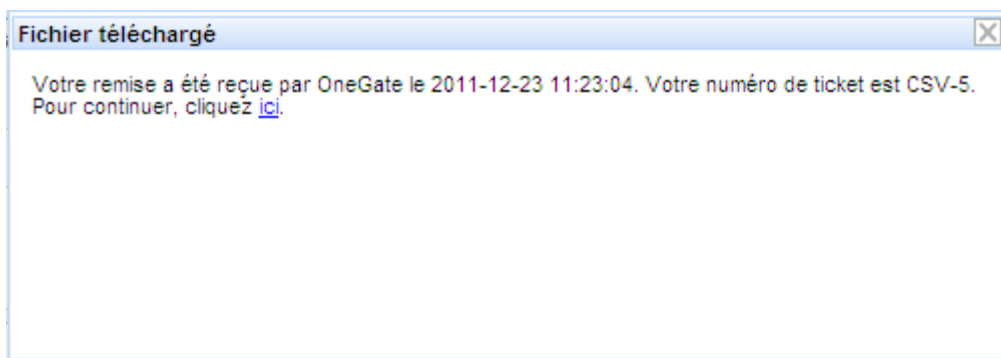 Fichier téléchargé
Votre remise a été reçue par OneGate le 2011-12-23 11:23:04. Votre numéro de ticket est CSV-5.
Pour continuer, cliquez ici.